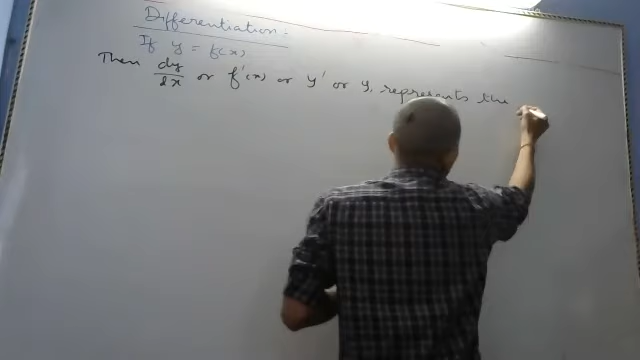 Differentiation:-
If y = f(x)
Then dy/dx or f'(x) or y' or y₁ represents the